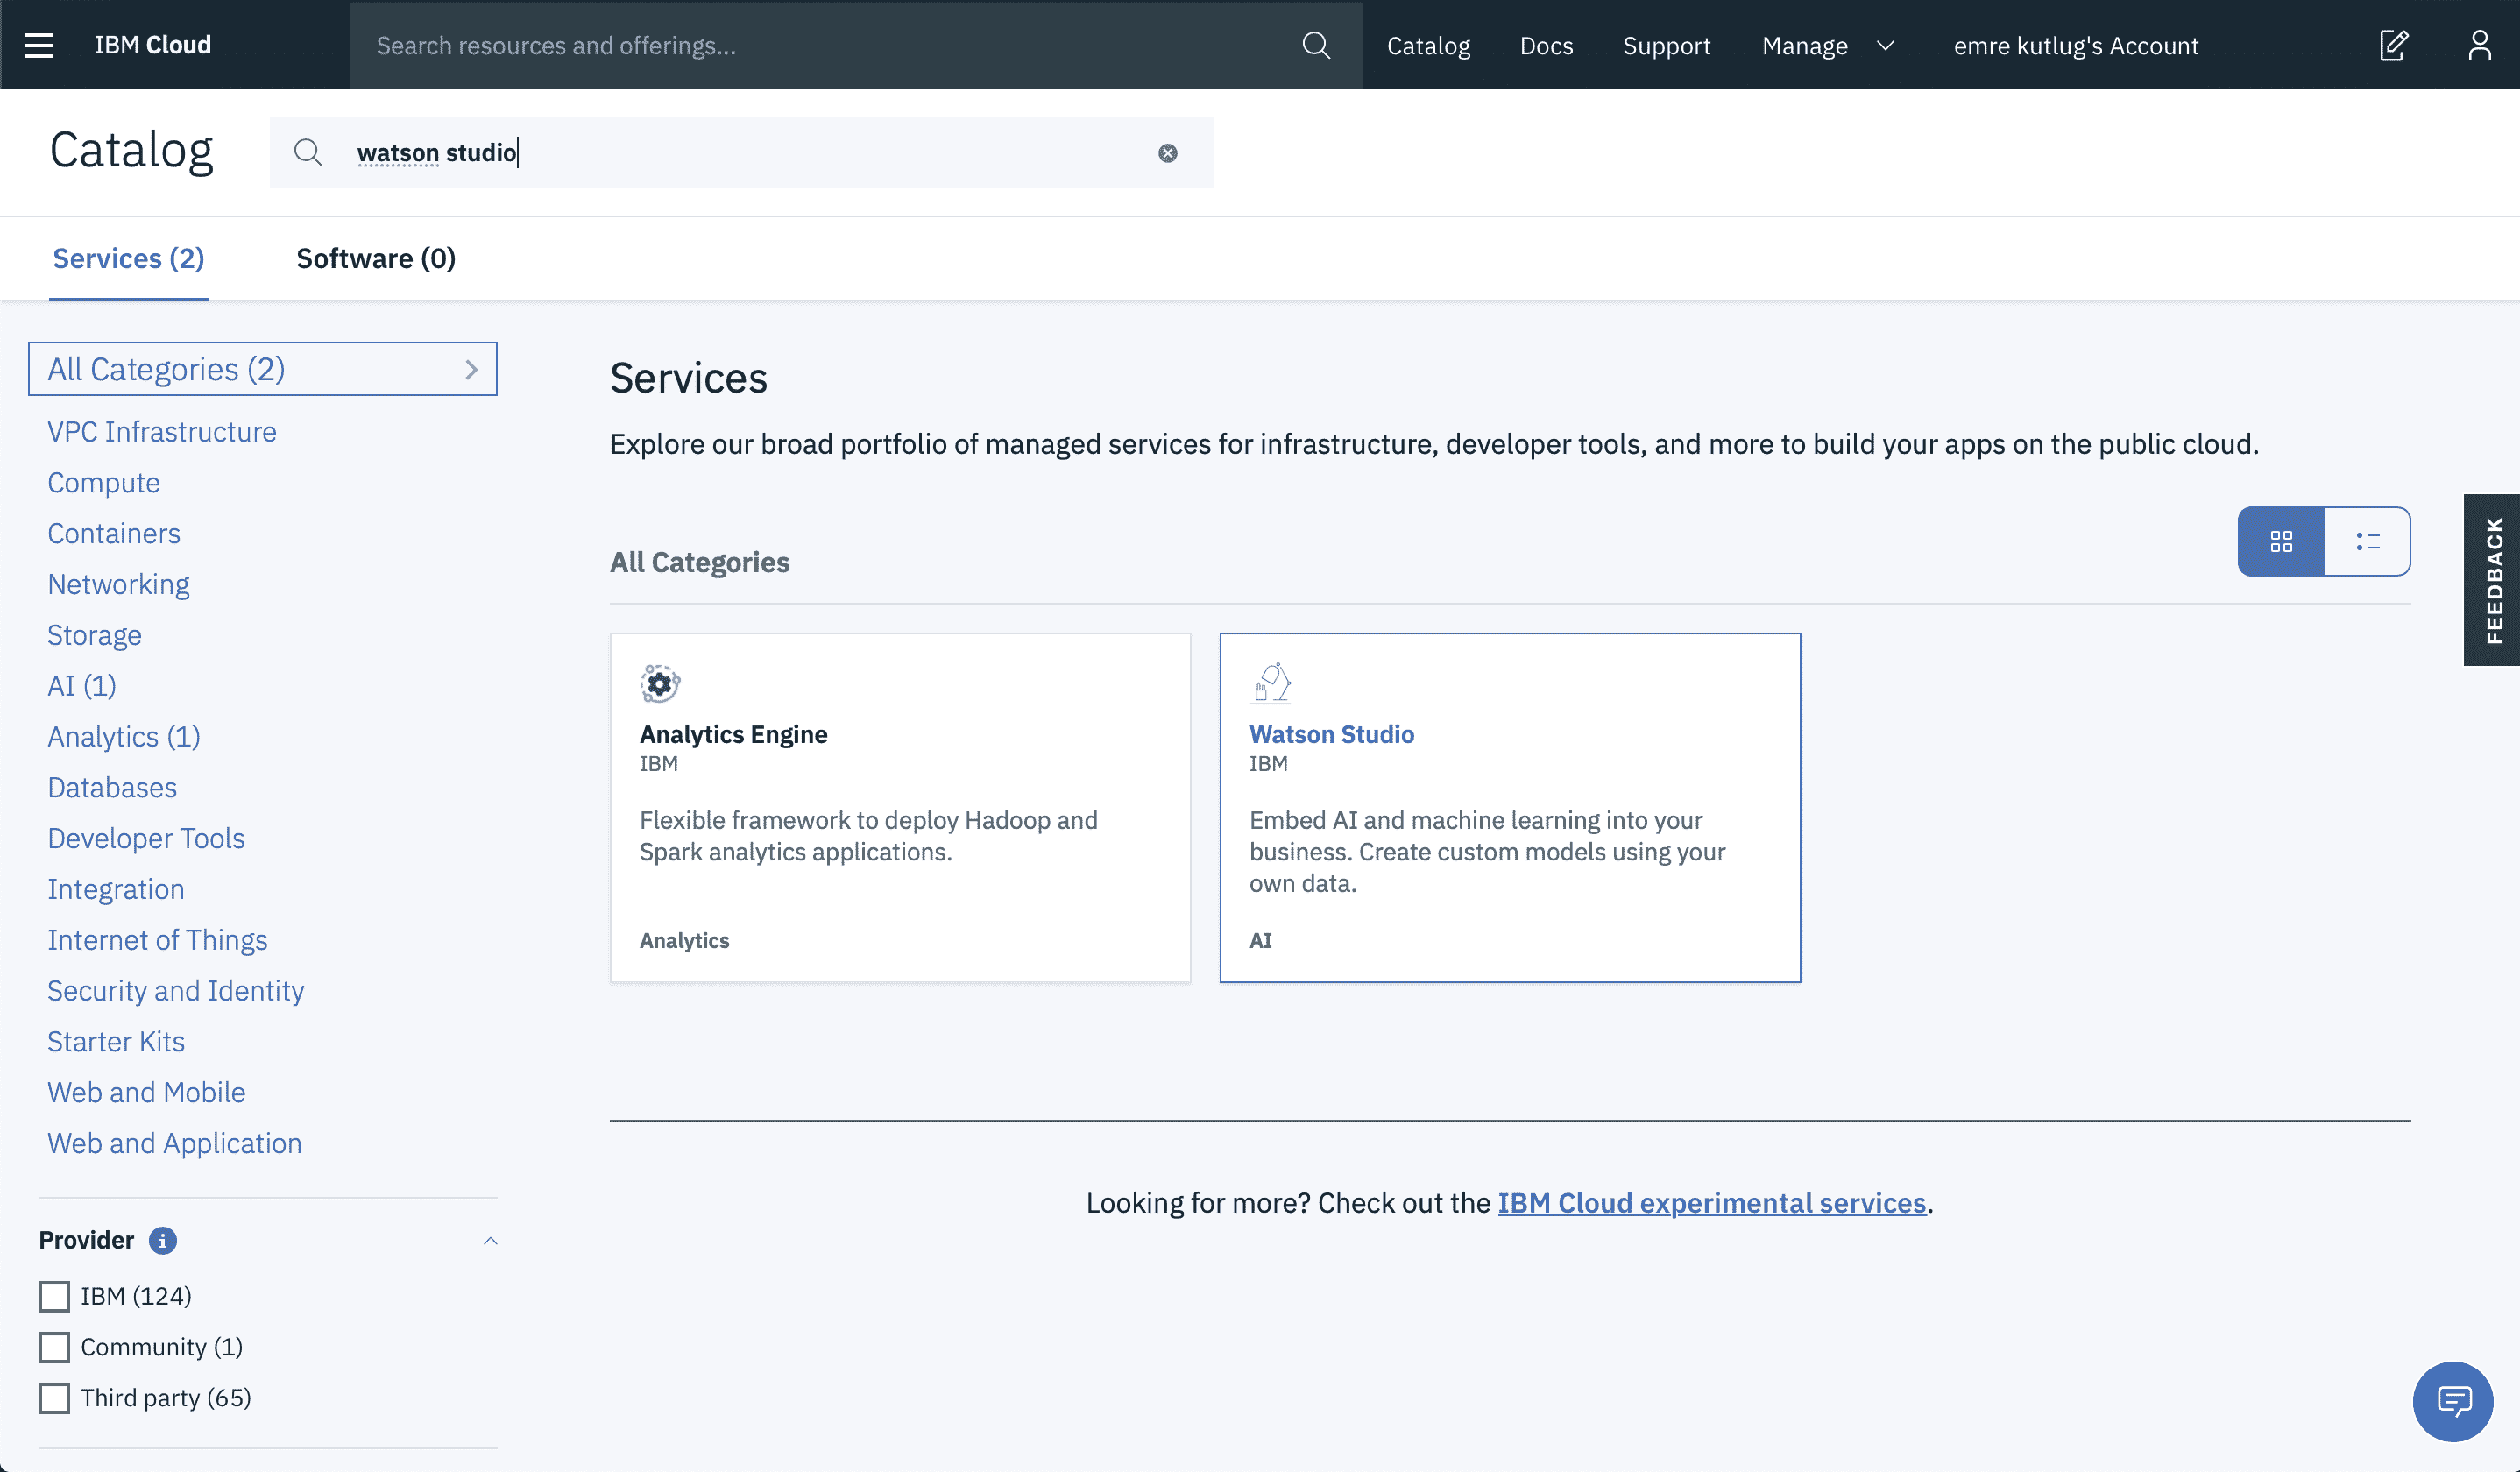 IBM Cloud
Search resources and offerings...
Catalog
Docs
Support
Manage
emre kutlug's Account
Catalog
watson studio
Services (2)
Software (0)
All Categories (2)
VPC Infrastructure
Compute
Containers
Networking
Storage
AI (1)
Analytics (1)
Databases
Developer Tools
Integration
Internet of Things
Security and Identity
Starter Kits
Web and Mobile
Web and Application
Provider
IBM (124)
Community (1)
Third party (65)
Services
Explore our broad portfolio of managed services for infrastructure, developer tools, and more to build your apps on the public cloud.
All Categories
Analytics Engine
IBM
Flexible framework to deploy Hadoop and
Spark analytics applications.
Analytics
Watson Studio
IBM
Embed AI and machine learning into your
business. Create custom models using your
own data.
AI
Looking for more? Check out the IBM Cloud experimental services.
FEEDBACK